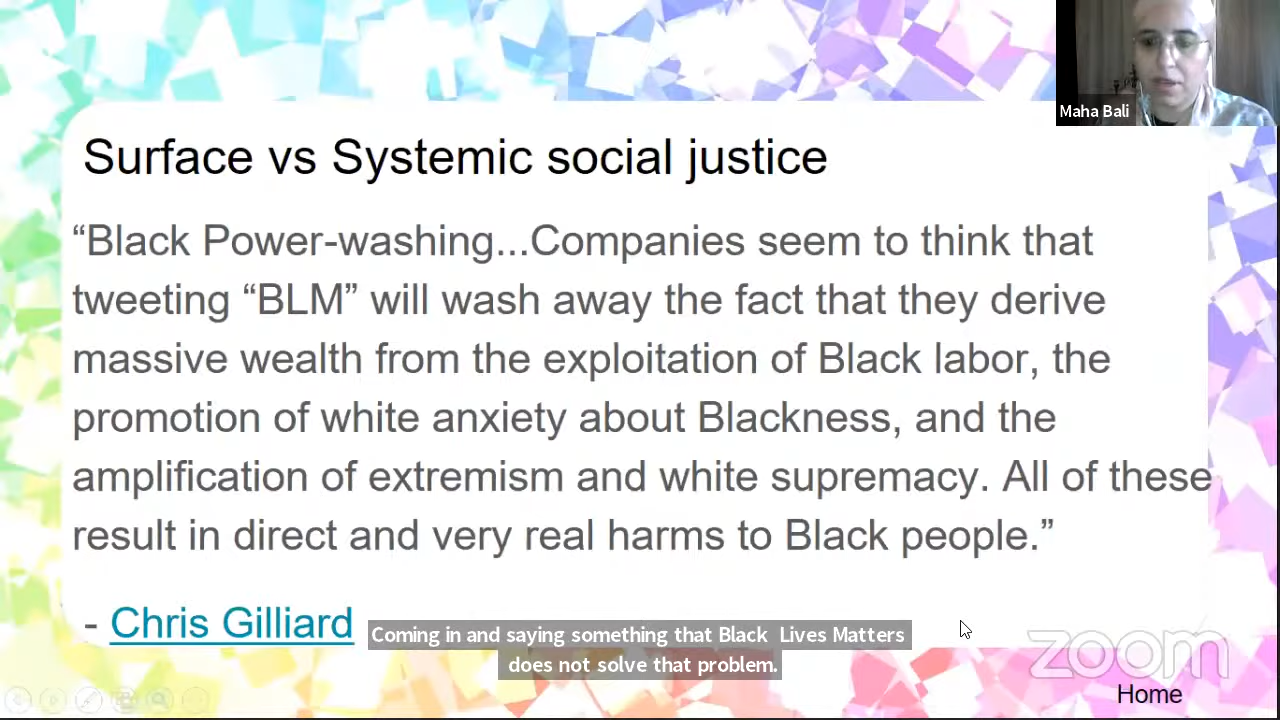 Maha Bali
Surface vs Systemic social justice
“Black Power-washing...Companies seem to think that
tweeting “BLM” will wash away the fact that they derive
massive wealth from the exploitation of Black labor, the
promotion of white anxiety about Blackness, and the
amplification of extremism and white supremacy. All of these
result in direct and very real harms to Black people.”
- Chris Gilliard
Coming in and saying something that Black Lives Matters
does not solve that problem.
zoom
Home